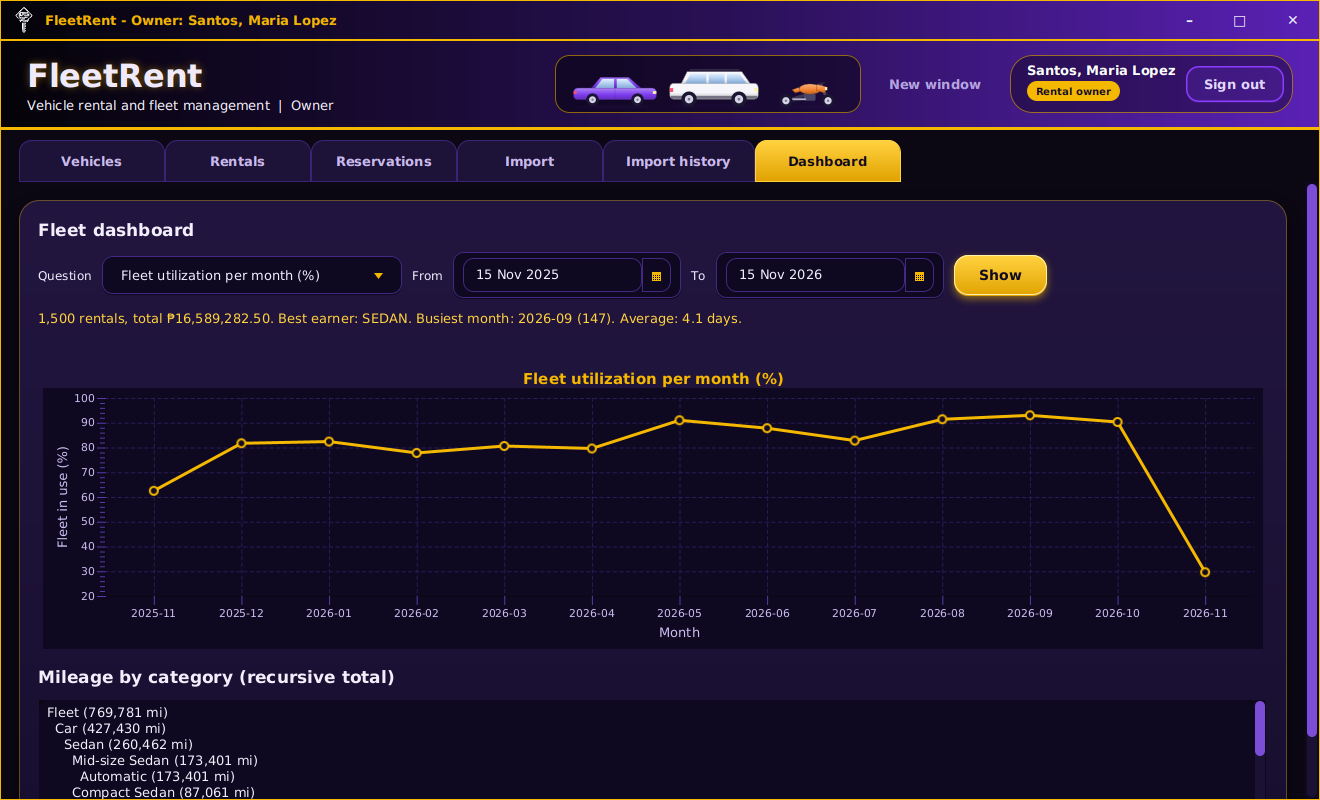 FleetRent - Owner: Santos, Maria Lopez
FleetRent
Vehicle rental and fleet management | Owner
New window
Santos, Maria Lopez
Rental owner
Sign out
Vehicles
Rentals
Reservations
Import
Import history
Dashboard
Fleet dashboard
Question
Fleet utilization per month (%)
From
15 Nov 2025
To
15 Nov 2026
Show
1,500 rentals, total ₱16,589,282.50. Best earner: SEDAN. Busiest month: 2026-09 (147). Average: 4.1 days.
Fleet utilization per month (%)
Fleet in use (%)
100
90
80
70
60
50
40
30
20
2025-11 2025-12 2026-01 2026-02 2026-03 2026-04 2026-05 2026-06 2026-07 2026-08 2026-09 2026-10 2026-11
Month
Mileage by category (recursive total)
Fleet (769,781 mi)
Car (427,430 mi)
Sedan (260,462 mi)
Mid-size Sedan (173,401 mi)
Automatic (173,401 mi)
Compact Sedan (87,061 mi)